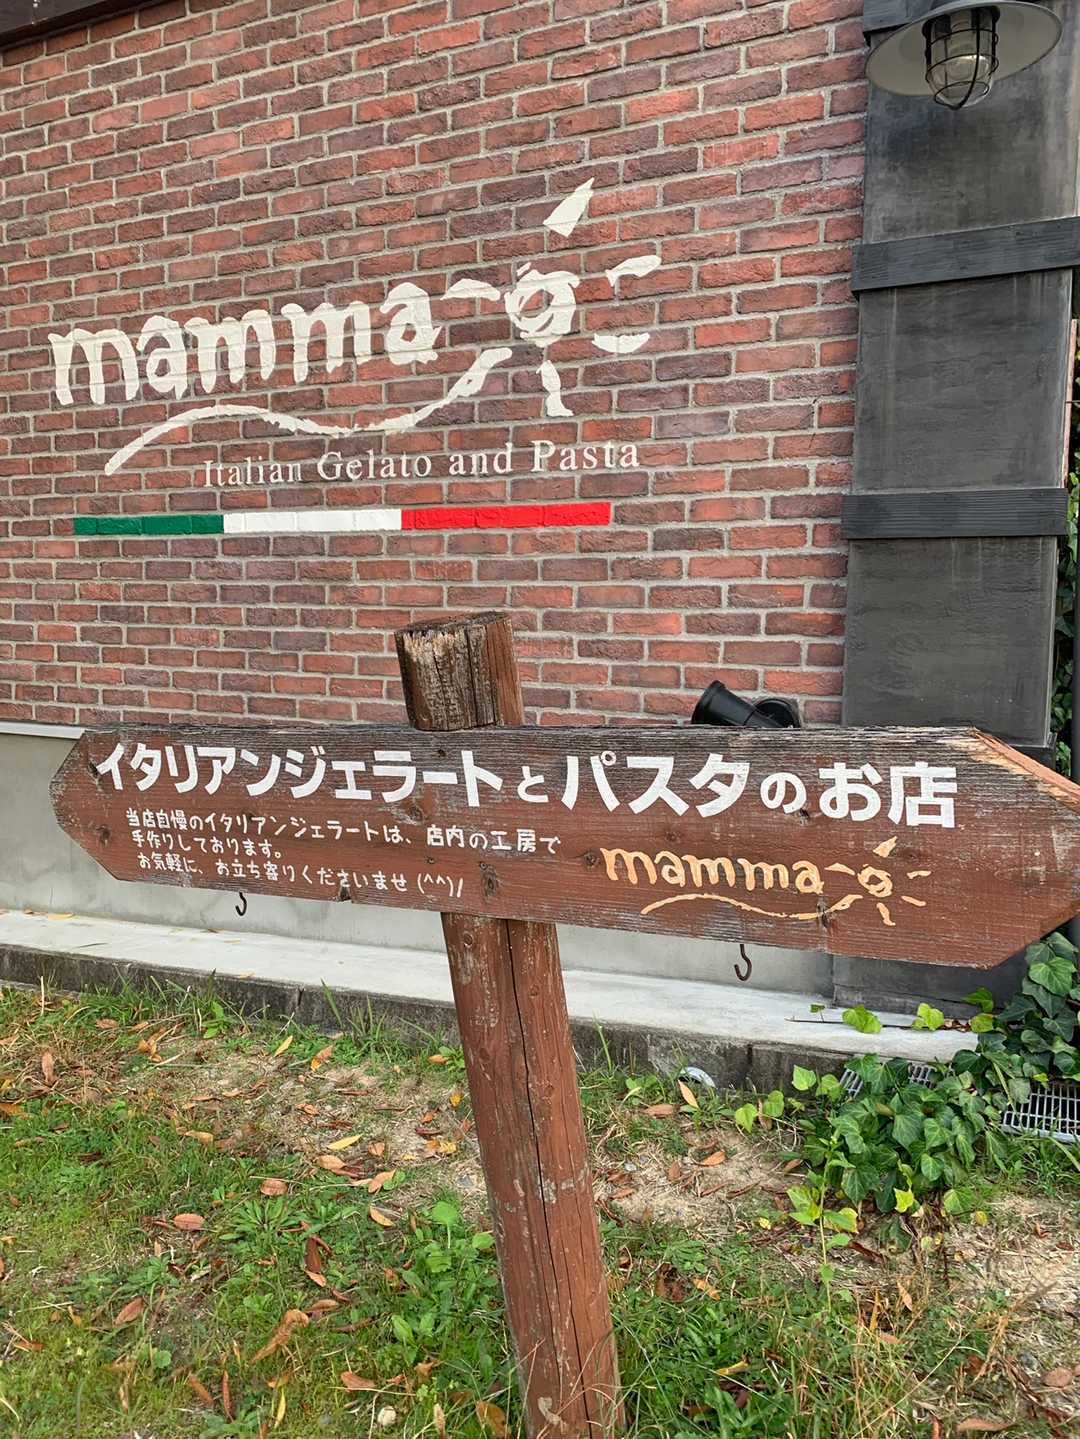 mamma
Italian Gelato and Pasta
イタリアンジェラートとパスタのお店
当店自慢のイタリアンジェラートは、店内の工房で
手作りしております。
お気軽に、お立ち寄りくださいませ (^^)/
mamma